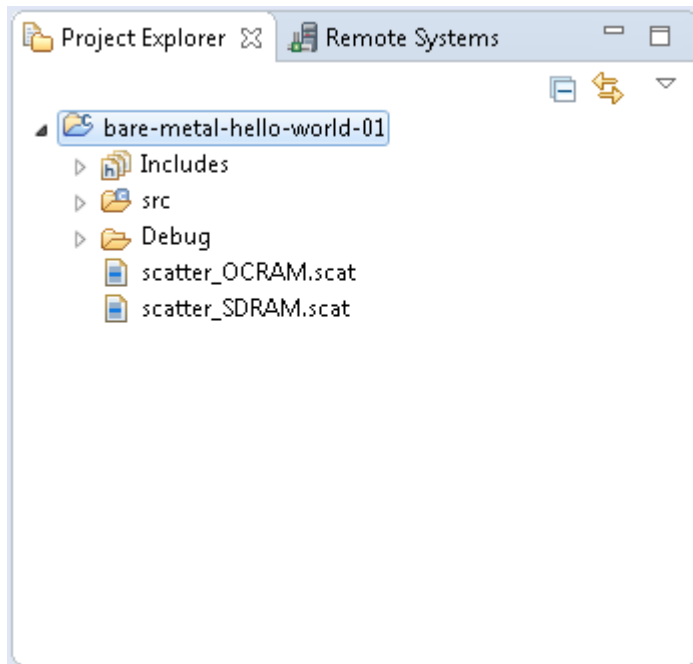 Project Explorer Remote Systems
bare-metal-hello-world-01
Includes
src
Debug
scatter_OCRAM.scat
scatter_SDRAM.scat